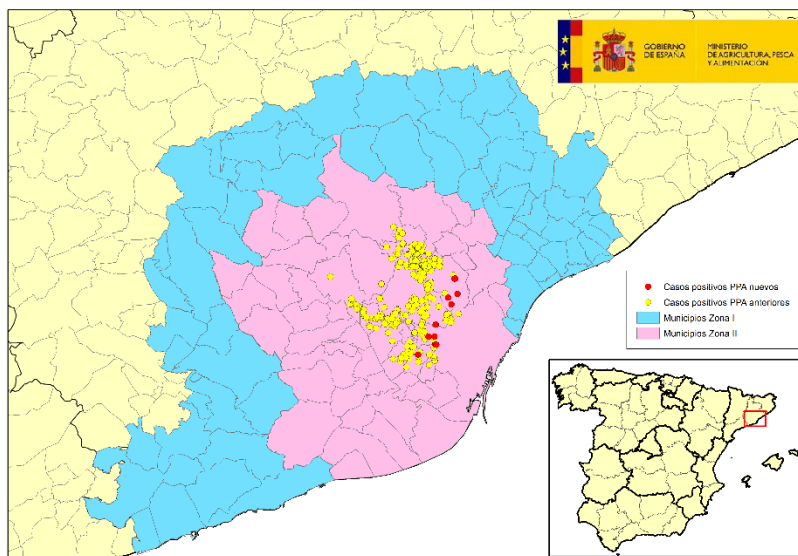 GOBIERNO
DE ESPAÑA
MINISTERIO
DE AGRICULTURA, PESCA
Y ALIMENTACIÓN
Casos positivos PPA nuevos
Casos positivos PPA anteriores
Municipios Zona I
Municipios Zona II